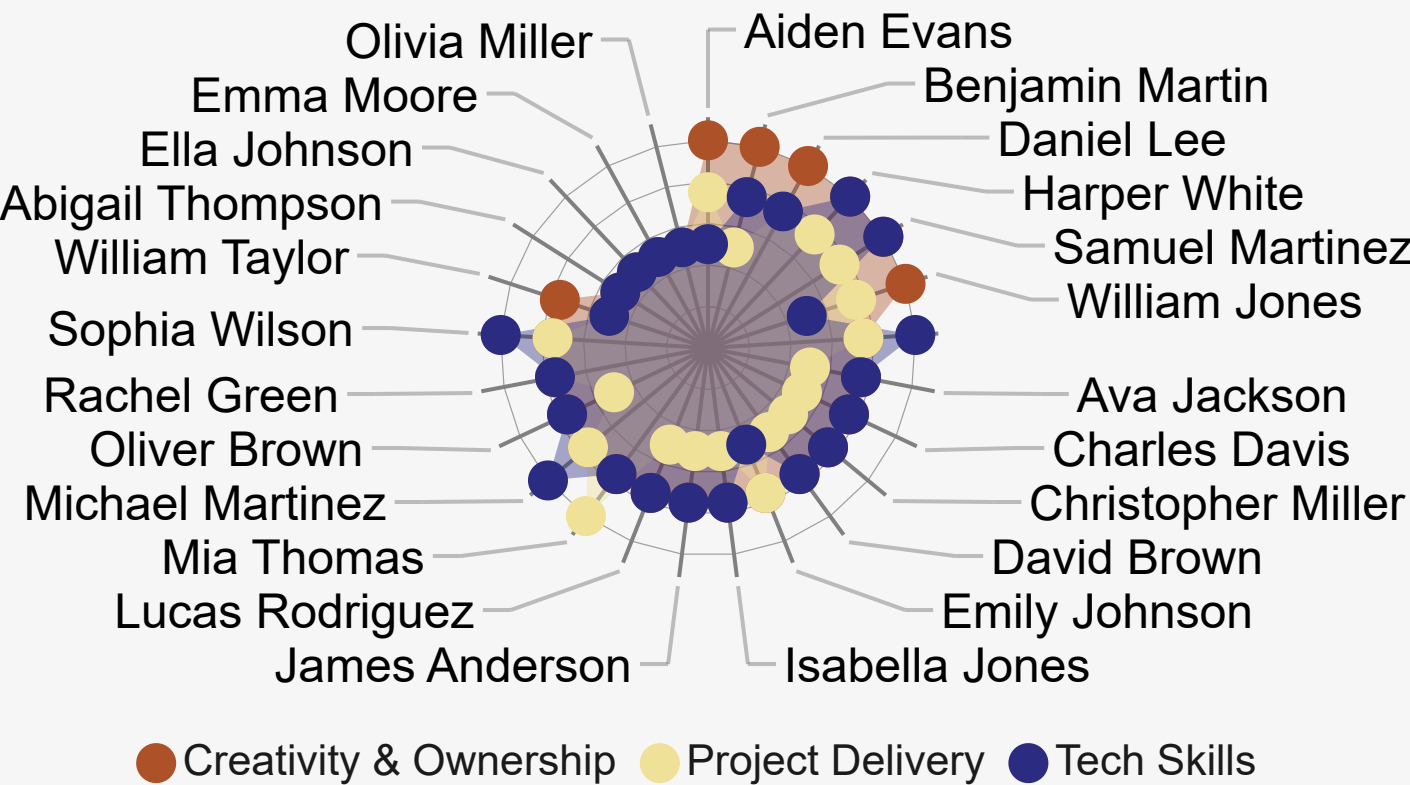 Olivia Miller
Aiden Evans
Emma Moore
Benjamin Martin
Ella Johnson
Daniel Lee
Abigail Thompson
Harper White
William Taylor
Samuel Martinez
Sophia Wilson
William Jones
Rachel Green
Ava Jackson
Oliver Brown
Charles Davis
Michael Martinez
Christopher Miller
Mia Thomas
David Brown
Lucas Rodriguez
Emily Johnson
James Anderson
Isabella Jones
Creativity & Ownership Project Delivery Tech Skills